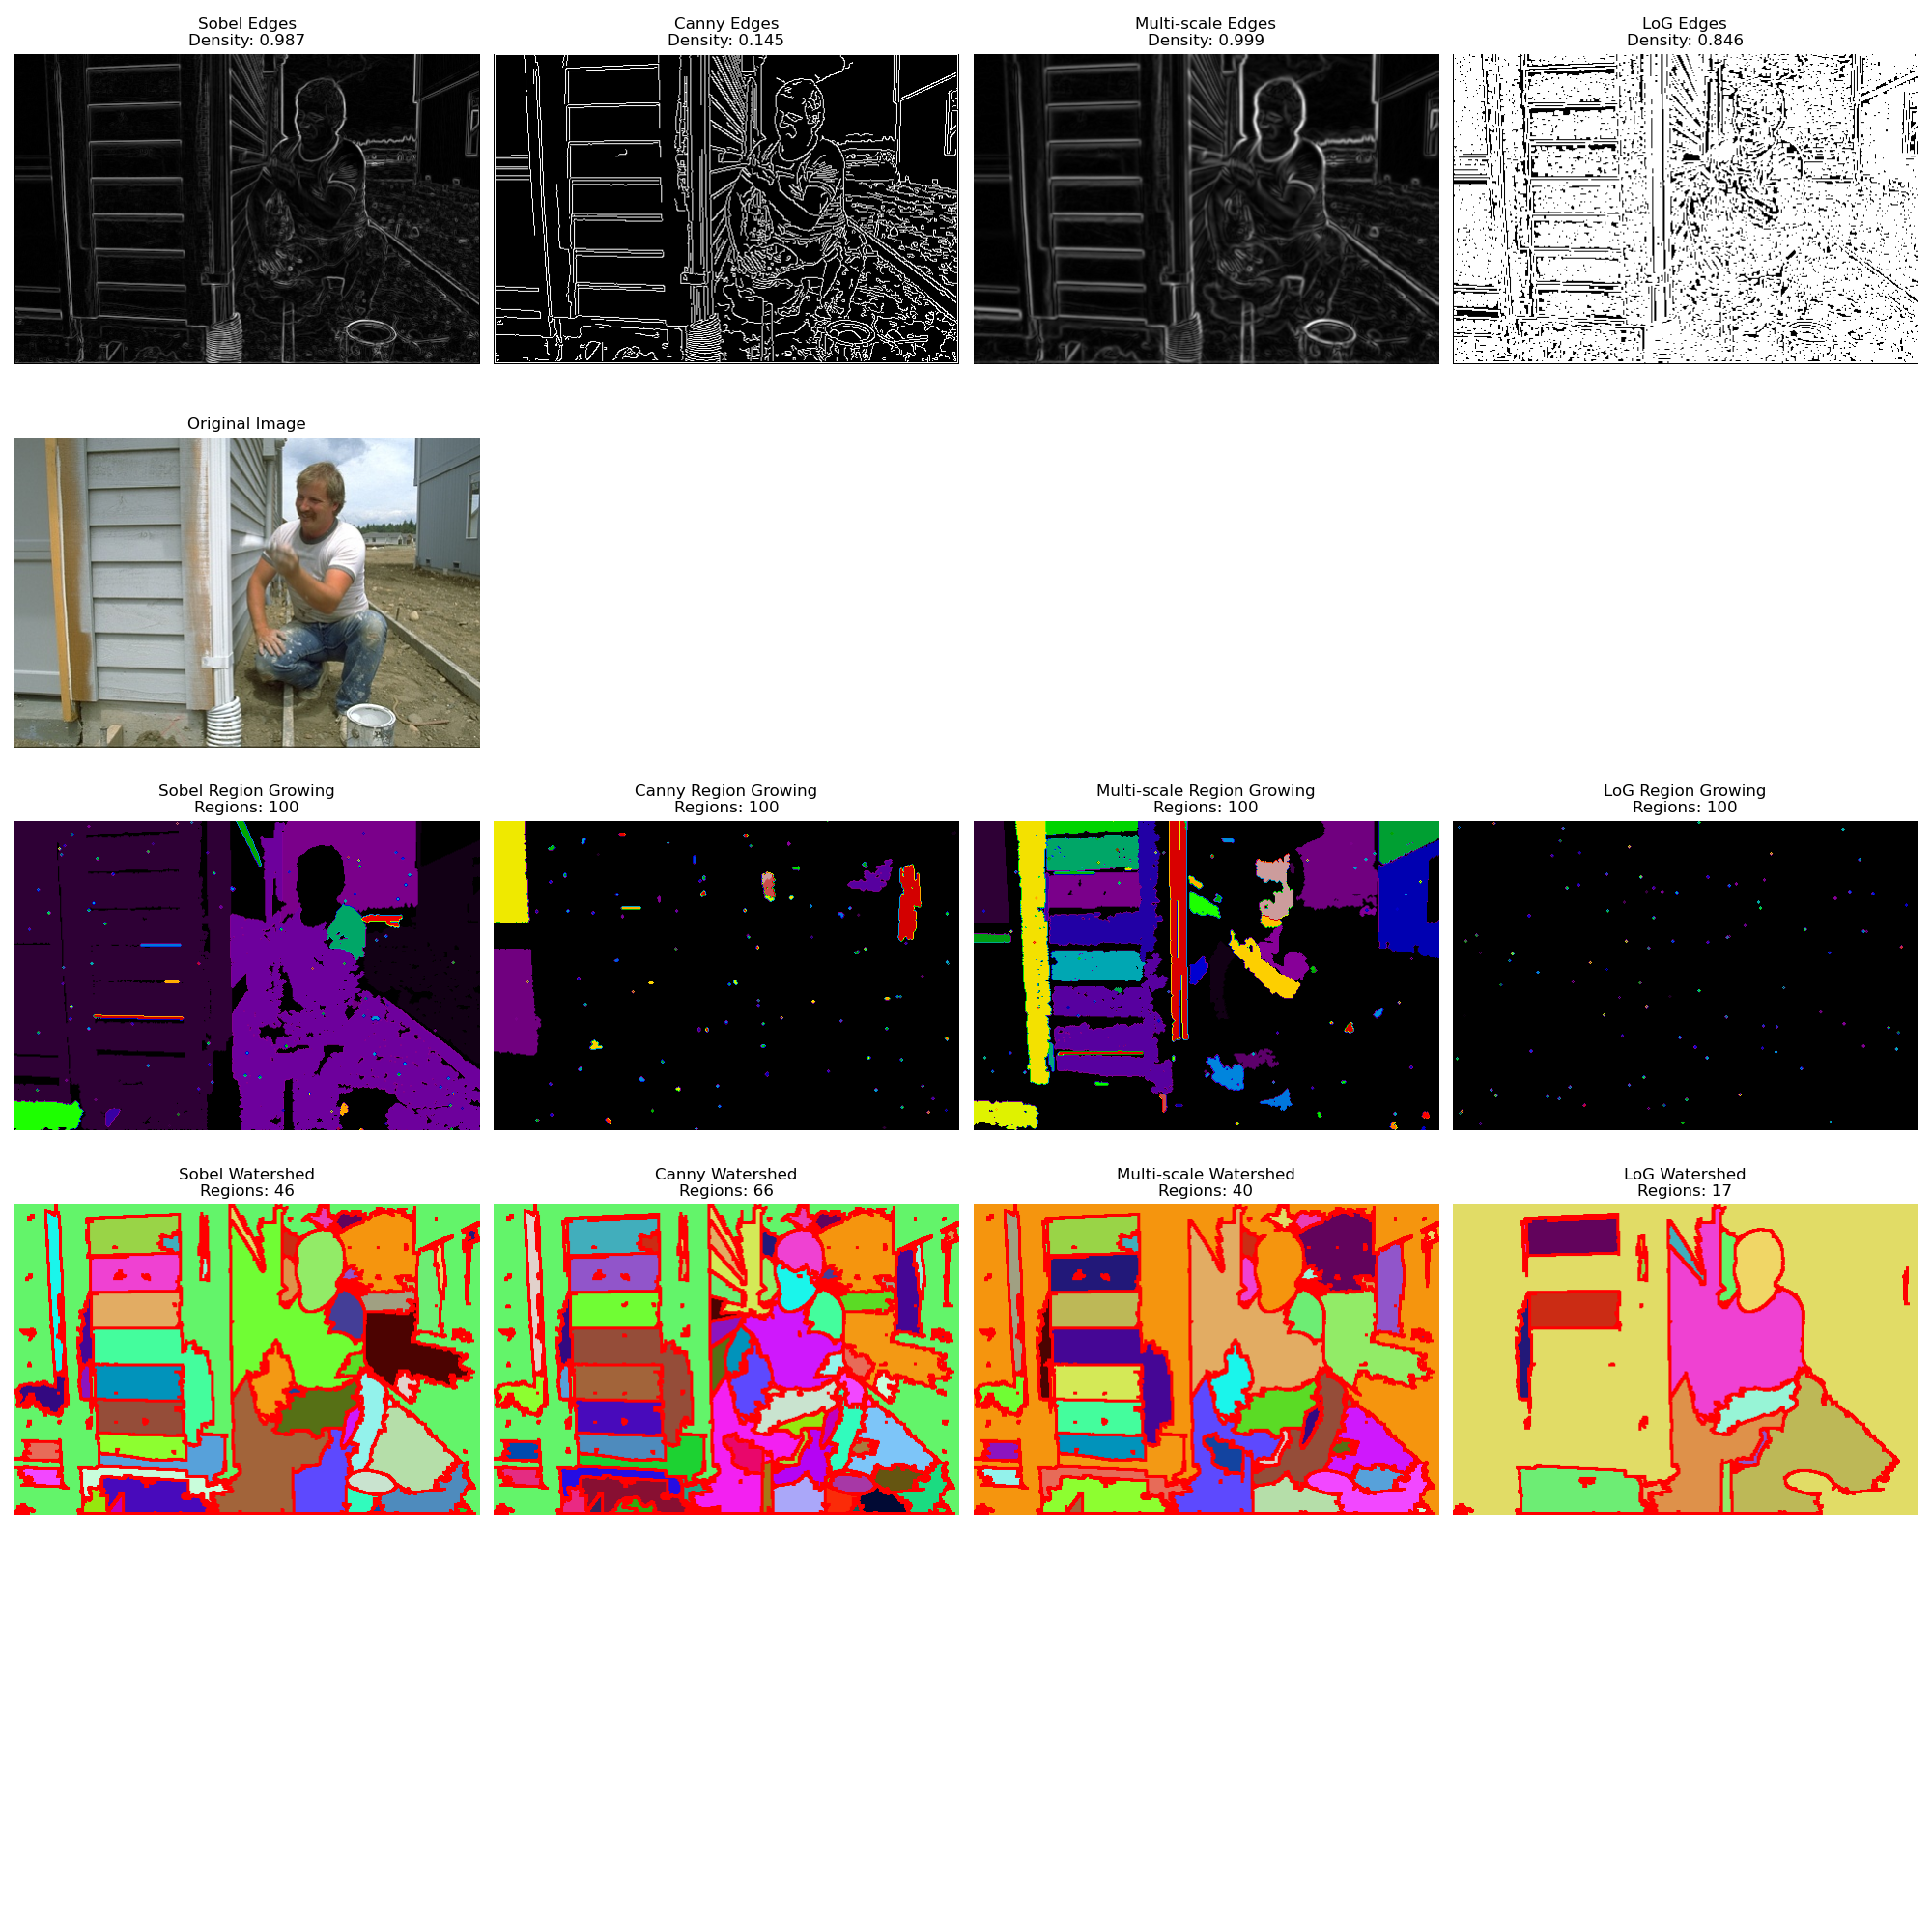 Sobel Edges
Density: 0.987
Canny Edges
Density: 0.145
Multi-scale Edges
Density: 0.999
LoG Edges
Density: 0.846
Original Image
Sobel Region Growing
Regions: 100
Canny Region Growing
Regions: 100
Multi-scale Region Growing
Regions: 100
LoG Region Growing
Regions: 100
Sobel Watershed
Regions: 46
Canny Watershed
Regions: 66
Multi-scale Watershed
Regions: 40
LoG Watershed
Regions: 17